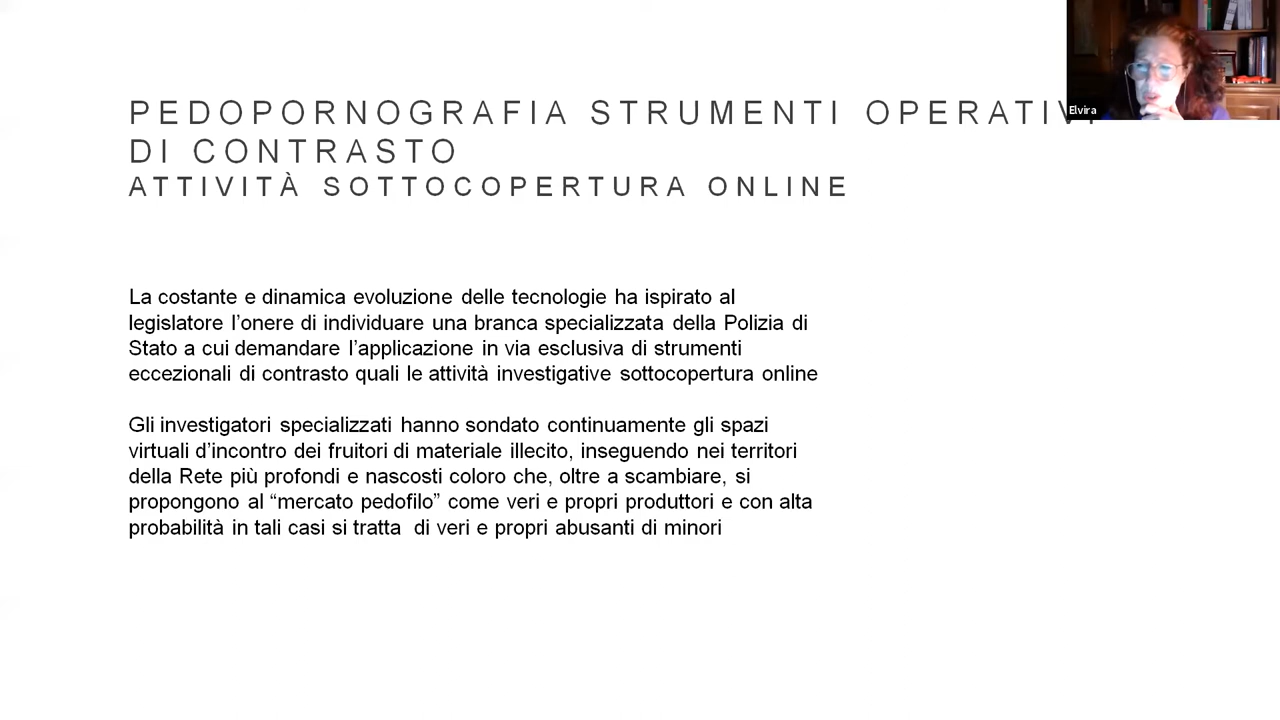 PEDOPORNOGRAFIA STRUMENTI OPERATIVI
DI CONTRASTO
ATTIVITÀ SOTTOCOPERTURA ONLINE
La costante e dinamica evoluzione delle tecnologie ha ispirato al
legislatore l’onere di individuare una branca specializzata della Polizia di
Stato a cui demandare l’applicazione in via esclusiva di strumenti
eccezionali di contrasto quali le attività investigative sottocopertura online
Gli investigatori specializzati hanno sondato continuamente gli spazi
virtuali d’incontro dei fruitori di materiale illecito, inseguendo nei territori
della Rete più profondi e nascosti coloro che, oltre a scambiare, si
propongono al “mercato pedofilo” come veri e propri produttori e con alta
probabilità in tali casi si tratta di veri e propri abusanti di minori
Elvira